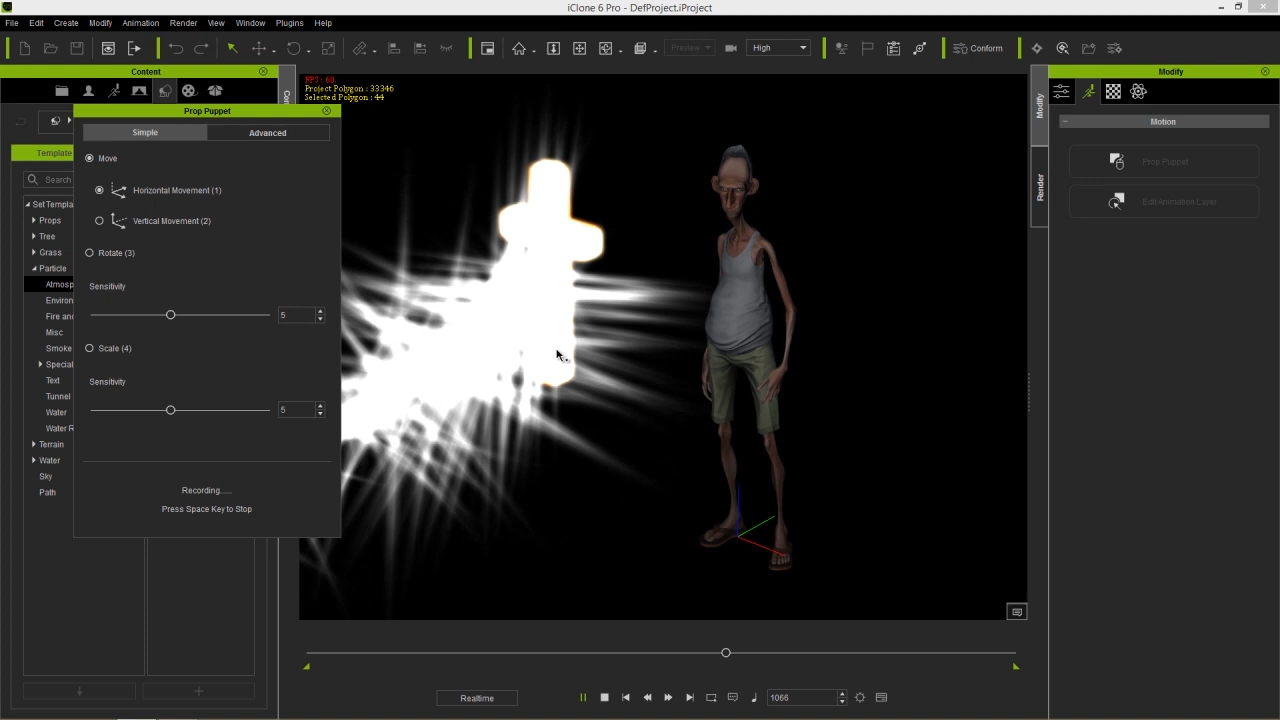 iClone 6 Pro - DefProject.iProject
File Edit Create Modify Animation Render View Window Plugins Help
Preview High Conform
Content
Modify
Prop Puppet
FPS : 60.
Project Polygon : 33346
Selected Polygon : 44
Simple Advanced
Template
Search
Set Templa
Props
Tree
Grass
Particle
Atmosp
Environ
Fire and
Misc
Smoke
Special
Text
Tunnel
Water
Water R
Terrain
Water
Sky
Path
Move
Horizontal Movement (1)
Vertical Movement (2)
Rotate (3)
Sensitivity
5
Scale (4)
Sensitivity
5
Recording.....
Press Space Key to Stop
Modify
Render
Motion
Prop Puppet
Edit Animation Layer
Realtime
1066